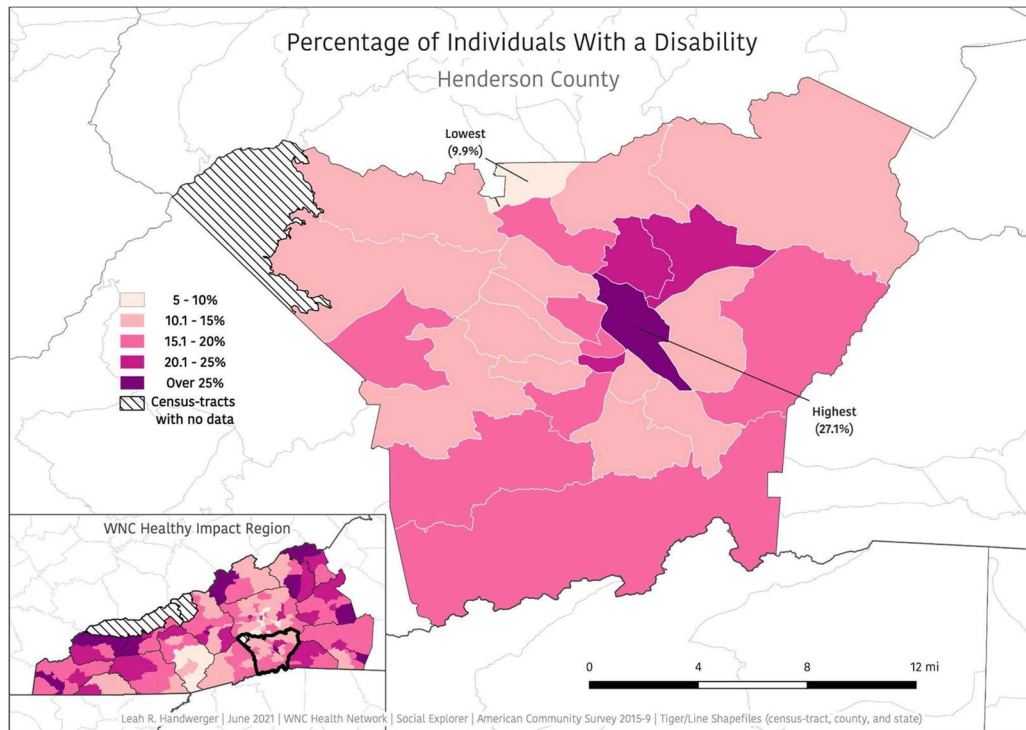 Percentage of Individuals With a Disability
Henderson County
Lowest
(9.9%)
5 - 10%
10.1 - 15%
15.1 - 20%
20.1 - 25%
Over 25%
Census-tracts
with no data
Highest
(27.1%)
WNC Healthy Impact Region
0 4 8 12 mi
Leah R. Handwerger | June 2021 | WNC Health Network | Social Explorer | American Community Survey 2015-9 | Tiger/Line Shapefiles (census-tract, county, and state)